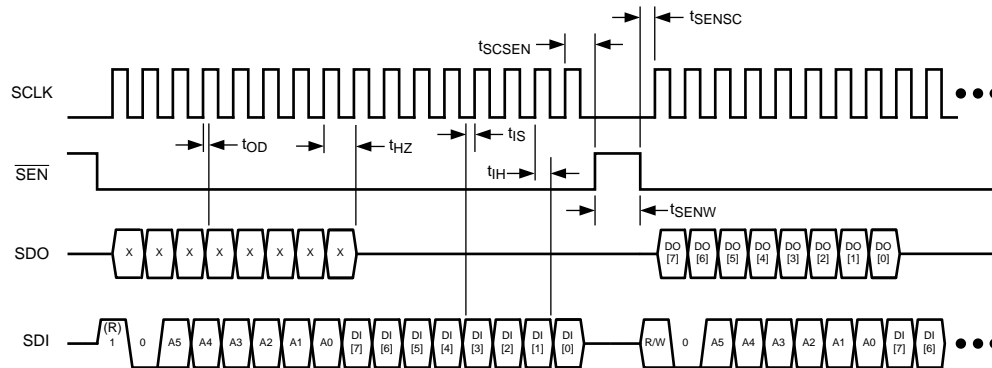 tSENSC
tSCSEN
SCLK
tOD
tHZ
tIS
SEN
tIH
tSENW
SDO
X X X X X X X X
DO [7] DO [6] DO [5] DO [4] DO [3] DO [2] DO [1] DO [0]
SDI
(R) 1 0 A5 A4 A3 A2 A1 A0 DI [7] DI [6] DI [5] DI [4] DI [3] DI [2] DI [1] DI [0]
R/W 0 A5 A4 A3 A2 A1 A0 DI [7] DI [6]